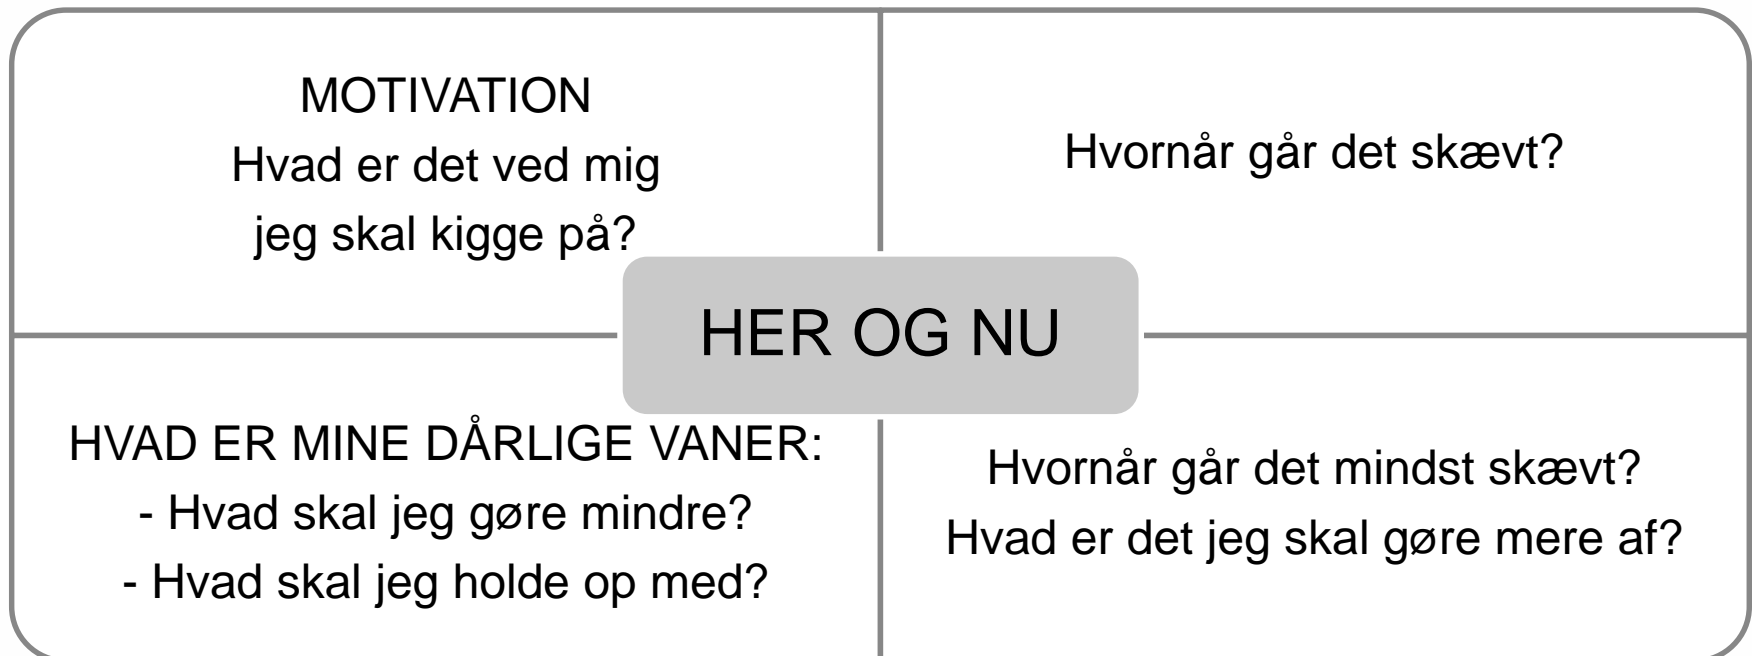 MOTIVATION
Hvad er det ved mig
jeg skal kigge på?
Hvornår går det skævt?
HER OG NU
HVAD ER MINE DÅRLIGE VANER:
- Hvad skal jeg gøre mindre?
- Hvad skal jeg holde op med?
Hvornår går det mindst skævt?
Hvad er det jeg skal gøre mere af?